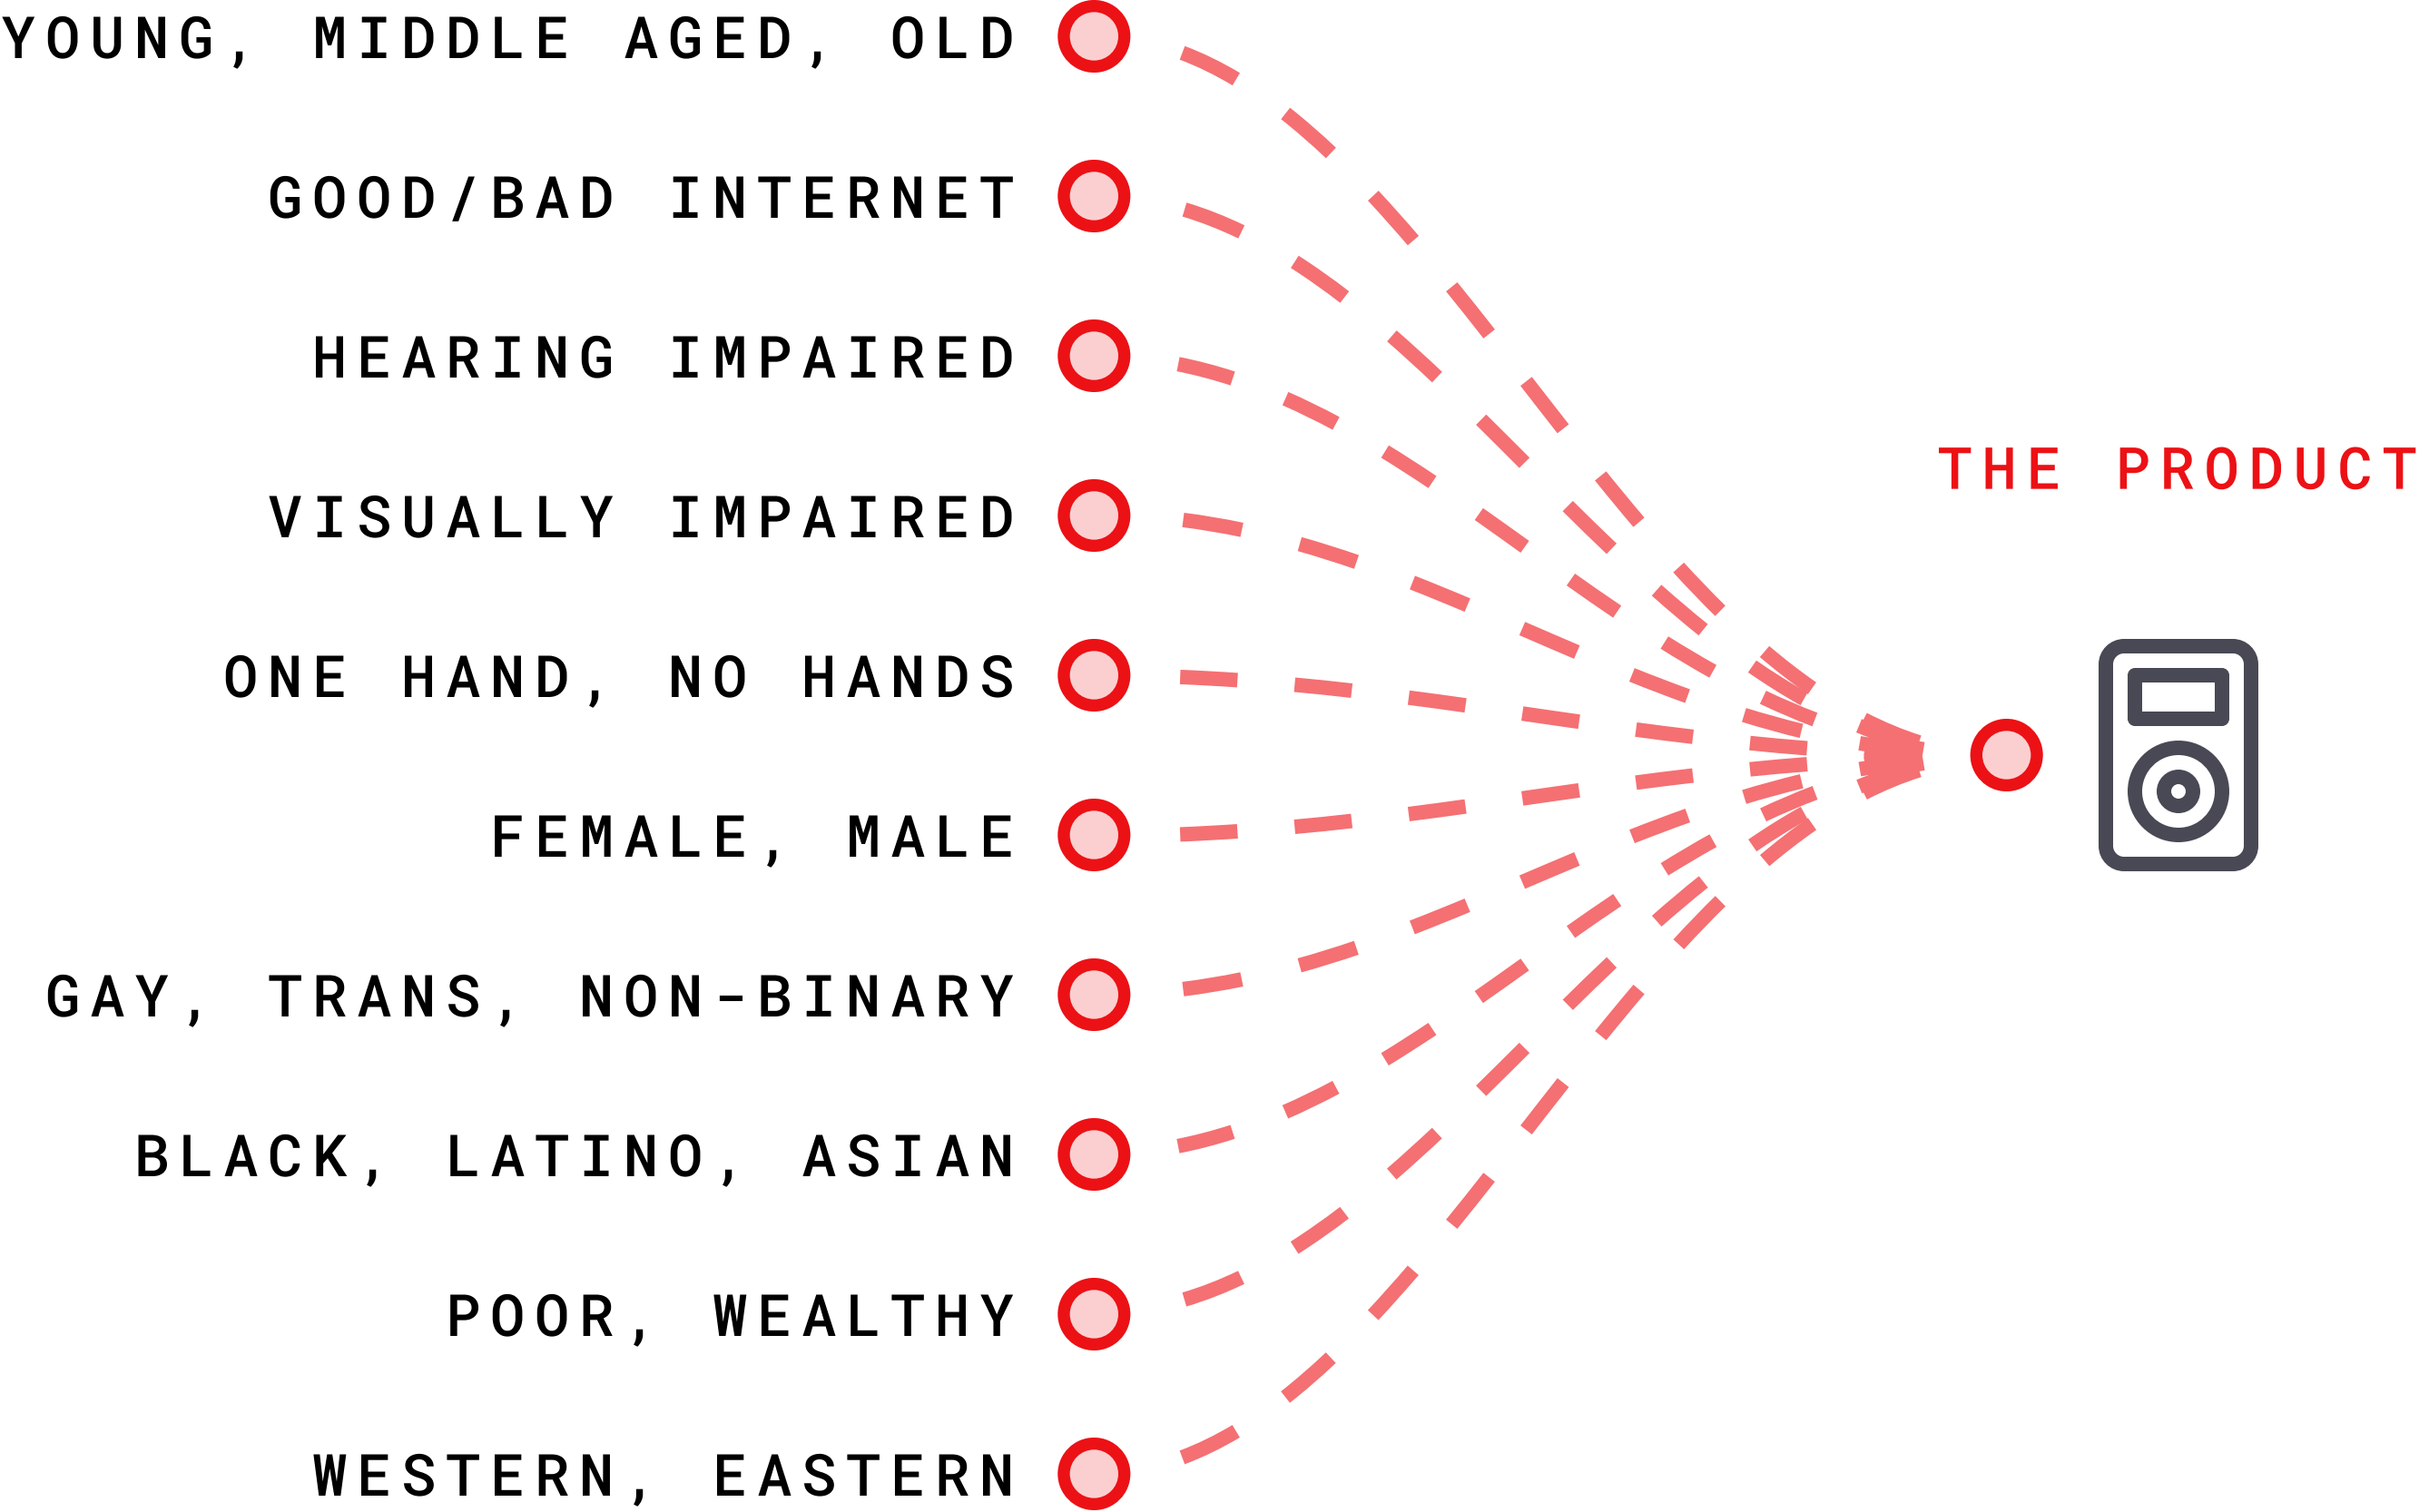 YOUNG, MIDDLE AGED, OLD
GOOD/BAD INTERNET
HEARING IMPAIRED
VISUALLY IMPAIRED
ONE HAND, NO HANDS
FEMALE, MALE
GAY, TRANS, NON-BINARY
BLACK, LATINO, ASIAN
POOR, WEALTHY
WESTERN, EASTERN
THE PRODUCT